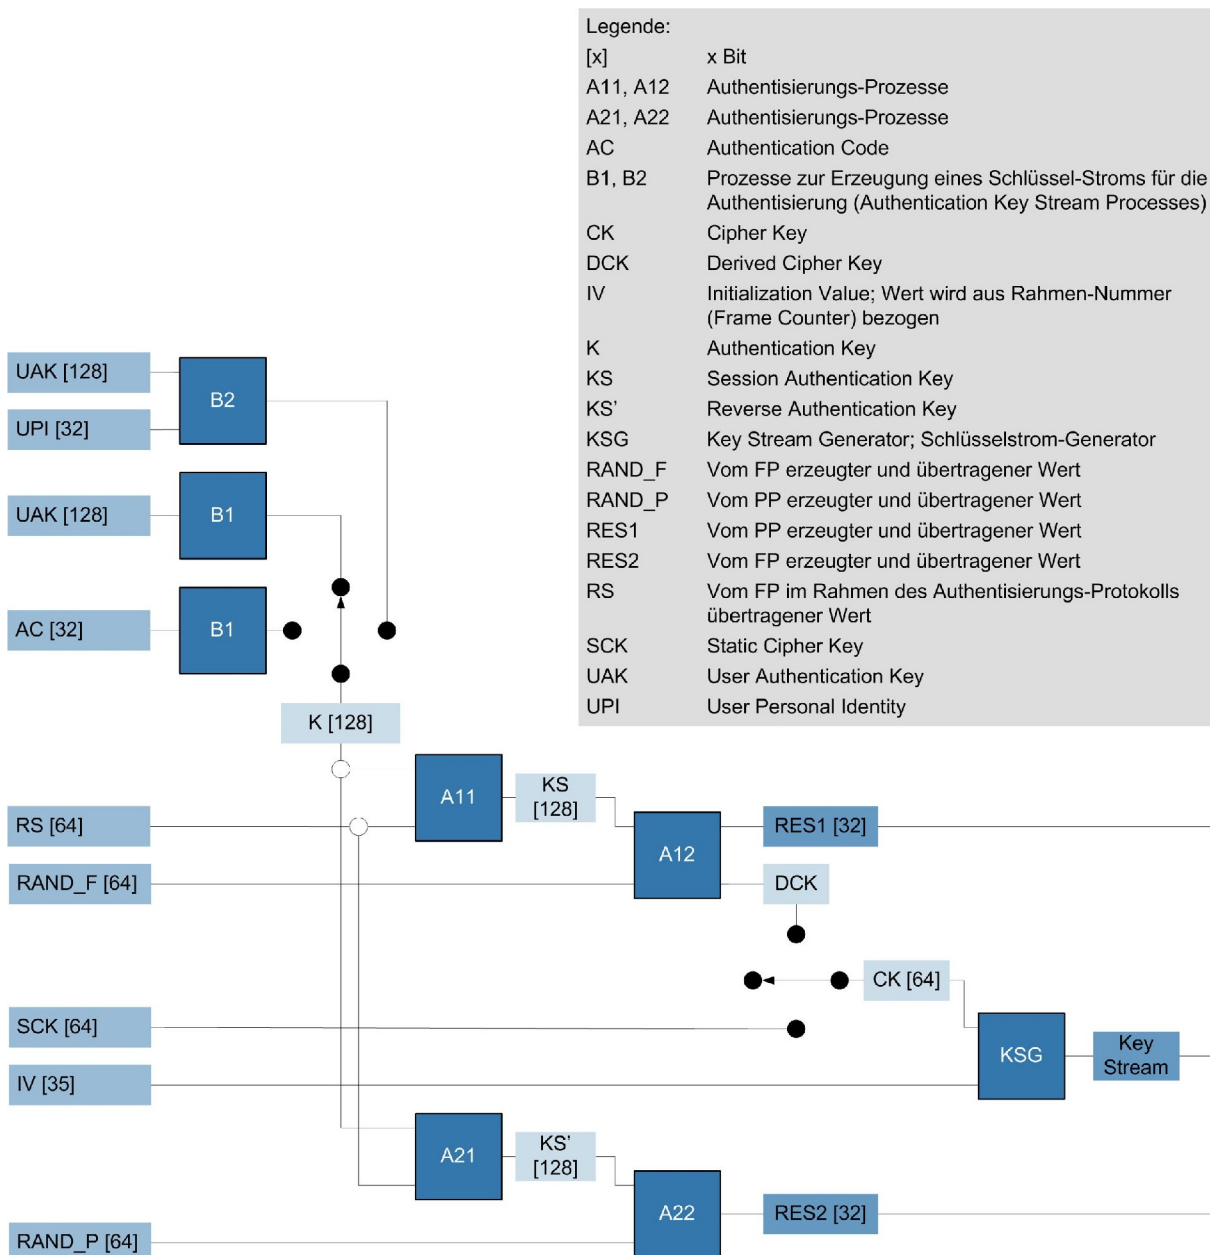 Legende:
[x] x Bit
A11, A12 Authentisierungs-Prozesse
A21, A22 Authentisierungs-Prozesse
AC Authentication Code
B1, B2 Prozesse zur Erzeugung eines Schlüssel-Stroms für die
Authentisierung (Authentication Key Stream Processes)
CK Cipher Key
DCK Derived Cipher Key
IV Initialization Value; Wert wird aus Rahmen-Nummer
(Frame Counter) bezogen
K Authentication Key
KS Session Authentication Key
KS’ Reverse Authentication Key
KSG Key Stream Generator; Schlüsselstrom-Generator
RAND_F Vom FP erzeugter und übertragener Wert
RAND_P Vom PP erzeugter und übertragener Wert
RES1 Vom PP erzeugter und übertragener Wert
RES2 Vom FP erzeugter und übertragener Wert
RS Vom FP im Rahmen des Authentisierungs-Protokolls
übertragener Wert
SCK Static Cipher Key
UAK User Authentication Key
UPI User Personal Identity
UAK [128]
B2
UPI [32]
UAK [128]
B1
AC [32]
B1
K [128]
A11
KS
[128]
RS [64]
A12
RES1 [32]
RAND_F [64]
DCK
CK [64]
SCK [64]
KSG
Key
Stream
IV [35]
A21
KS’
[128]
A22
RES2 [32]
RAND_P [64]